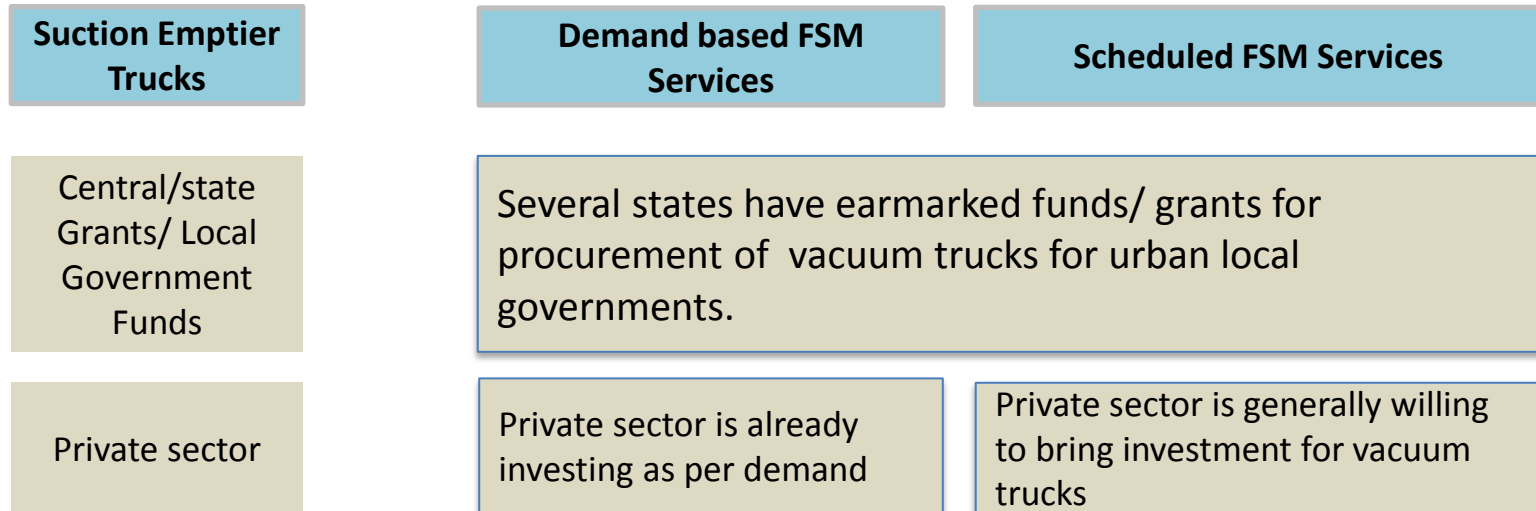 Suction Emptier
Trucks
Demand based FSM
Services
Scheduled FSM Services
Central/state
Grants/ Local
Government
Funds
Several states have earmarked funds/ grants for
procurement of  vacuum trucks for urban local
governments.
Private sector
Private sector is already
investing as per demand
Private sector is generally willing
to bring investment for vacuum
trucks